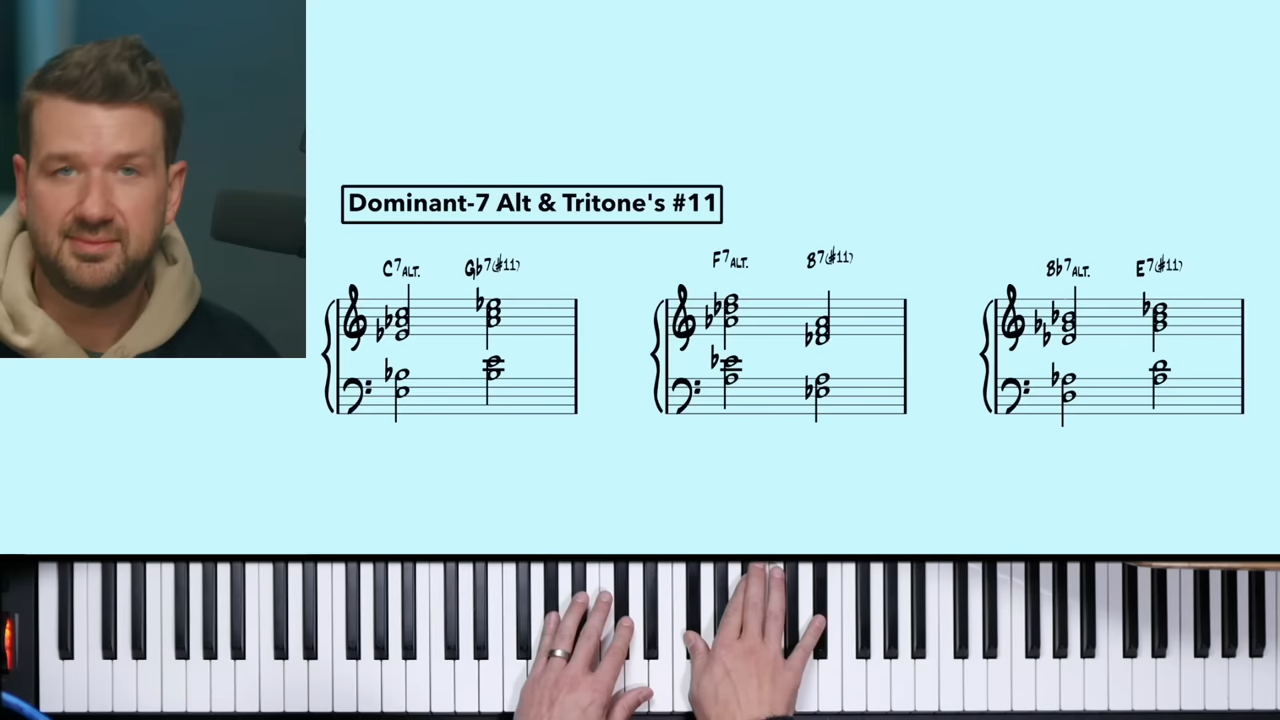 Dominant-7 Alt & Tritone's #11
C7ALT. Gb7(#11) F7ALT. B7(#11) Bb7ALT. E7(#11)